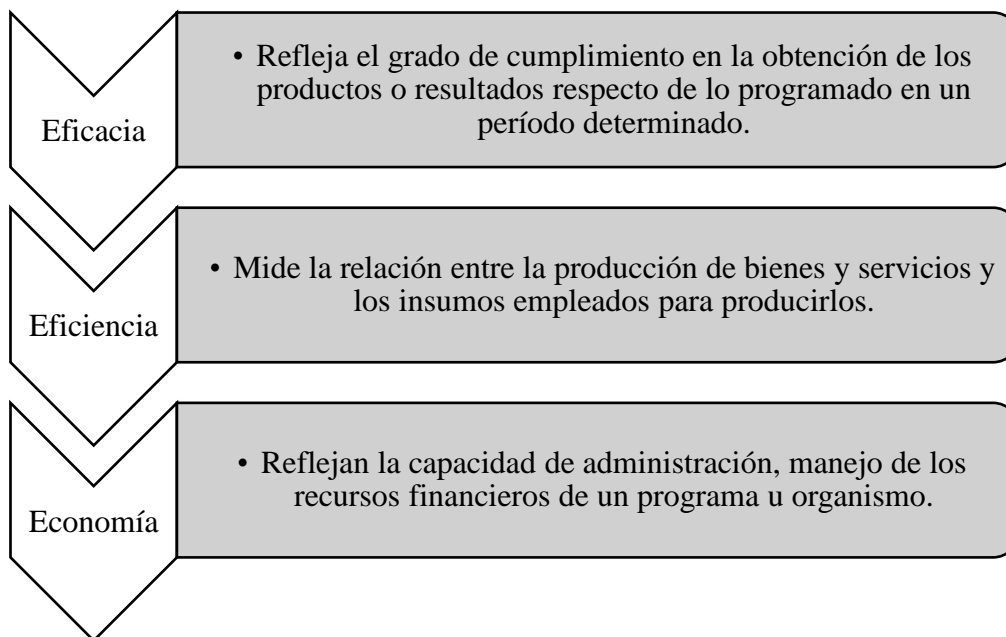 Eficacia
• Refleja el grado de cumplimiento en la obtención de los
productos o resultados respecto de lo programado en un
período determinado.
Eficiencia
• Mide la relación entre la producción de bienes y servicios y
los insumos empleados para producirlos.
Economía
• Reflejan la capacidad de administración, manejo de los
recursos financieros de un programa u organismo.